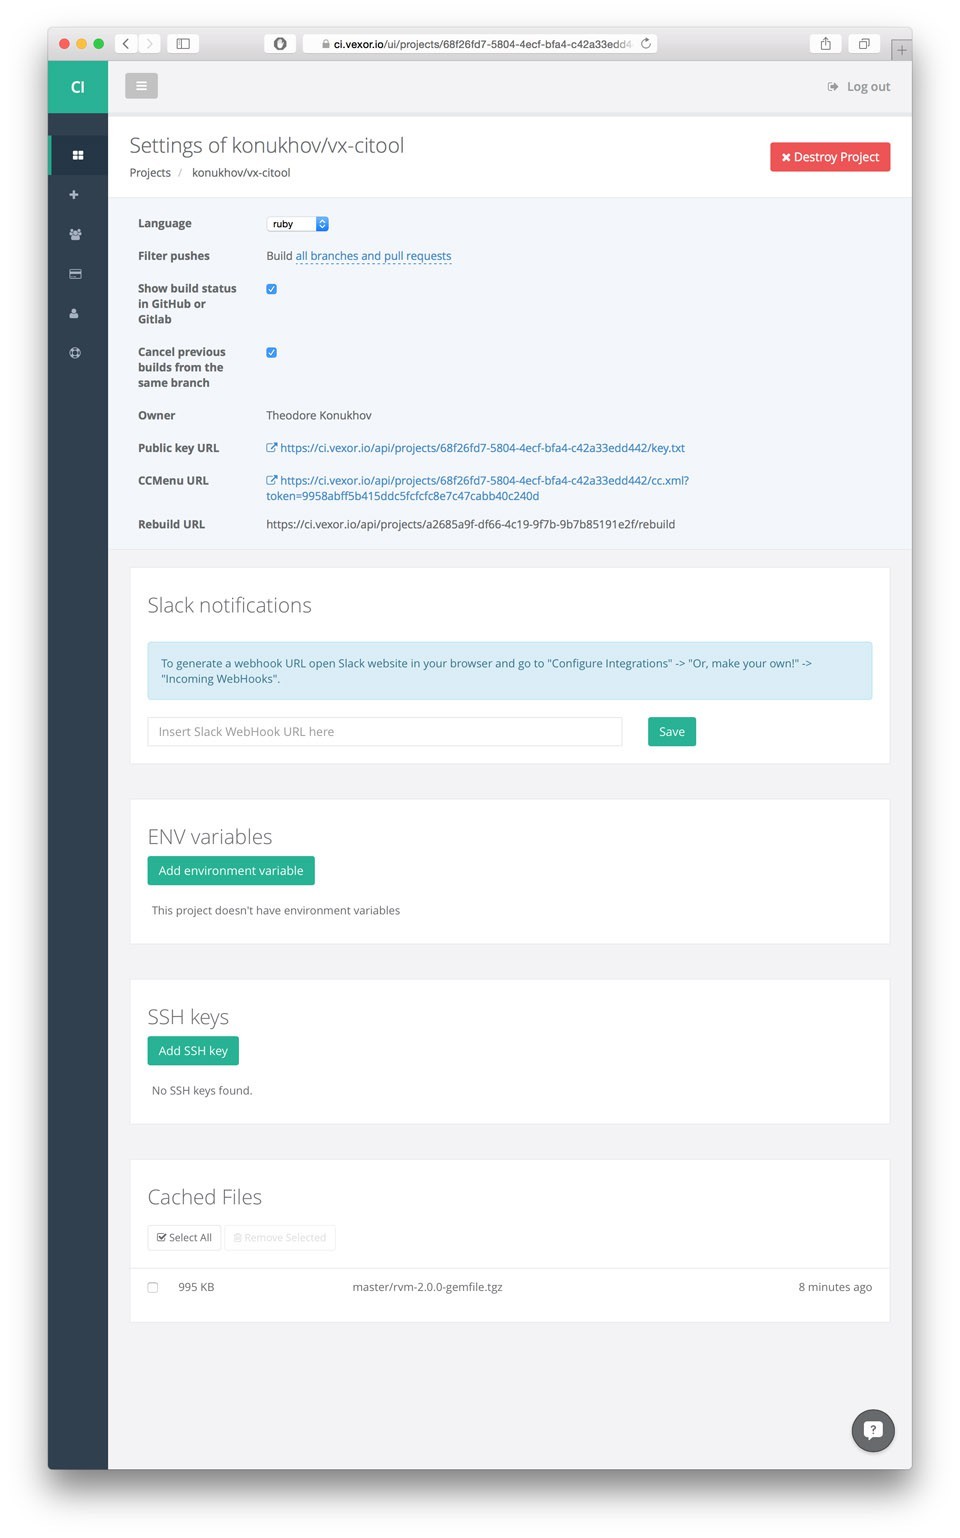 ci.vexor.io/ui/projects/68f26fd7-5804-4ecf-bfa4-c42a33edd4
CI
Log out
Settings of konukhov/vx-citool
Projects / konukhov/vx-citool
Destroy Project
Language
ruby
Filter pushes
Build all branches and pull requests
Show build status
in GitHub or
Gitlab
Cancel previous
builds from the
same branch
Owner
Theodore Konukhov
Public key URL
https://ci.vexor.io/api/projects/68f26fd7-5804-4ecf-bfa4-c42a33edd442/key.txt
CCMenu URL
https://ci.vexor.io/api/projects/68f26fd7-5804-4ecf-bfa4-c42a33edd442/cc.xml?
token=9958abff5b415ddc5fcfcfc8e7c47cabb40c240d
Rebuild URL
https://ci.vexor.io/api/projects/a2685a9f-df66-4c19-9f7b-9b7b85191e2f/rebuild
Slack notifications
To generate a webhook URL open Slack website in your browser and go to "Configure Integrations" -> "Or, make your own!" ->
"Incoming WebHooks".
Insert Slack WebHook URL here
Save
ENV variables
Add environment variable
This project doesn't have environment variables
SSH keys
Add SSH key
No SSH keys found.
Cached Files
Select All
Remove Selected
995 KB
master/rvm-2.0.0-gemfile.tgz
8 minutes ago